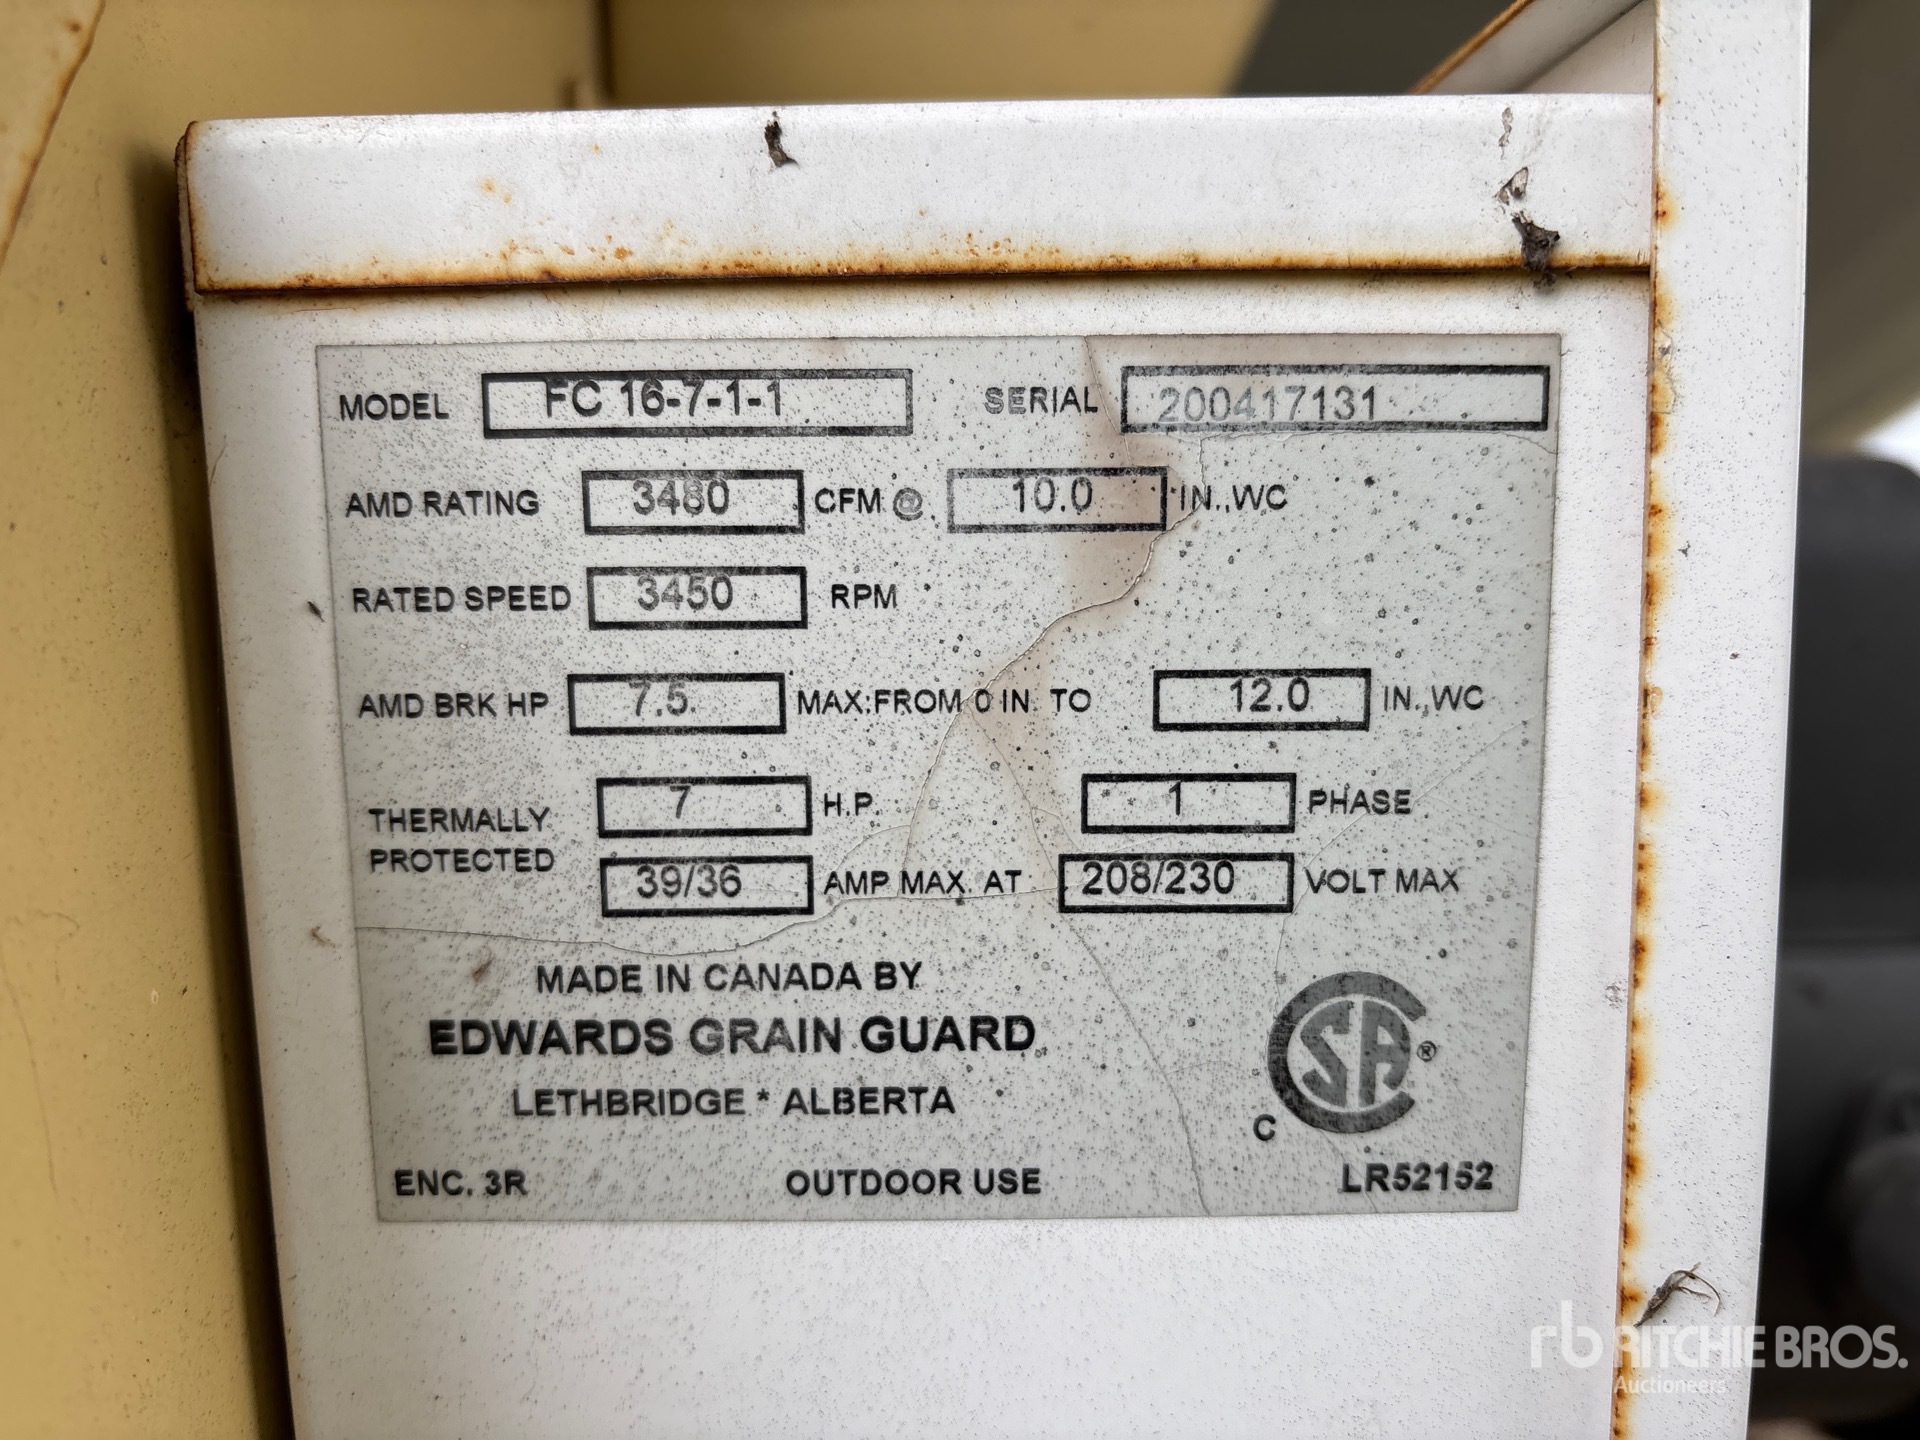 MODEL FC 16-7-1-1 SERIAL 200417131
AMD RATING 3480 CFM @ 10.0 IN.,WC
RATED SPEED 3450 RPM
AMD BRK HP 7.5 MAX: FROM 0 IN. TO 12.0 IN.,WC
THERMALLY PROTECTED
7 H.P. 1 PHASE
39/36 AMP MAX. AT 208/230 VOLT MAX
MADE IN CANADA BY
EDWARDS GRAIN GUARD
LETHBRIDGE * ALBERTA
C SA ®
ENC. 3R OUTDOOR USE LR52152
rb RITCHIE BROS.
Auctioneers